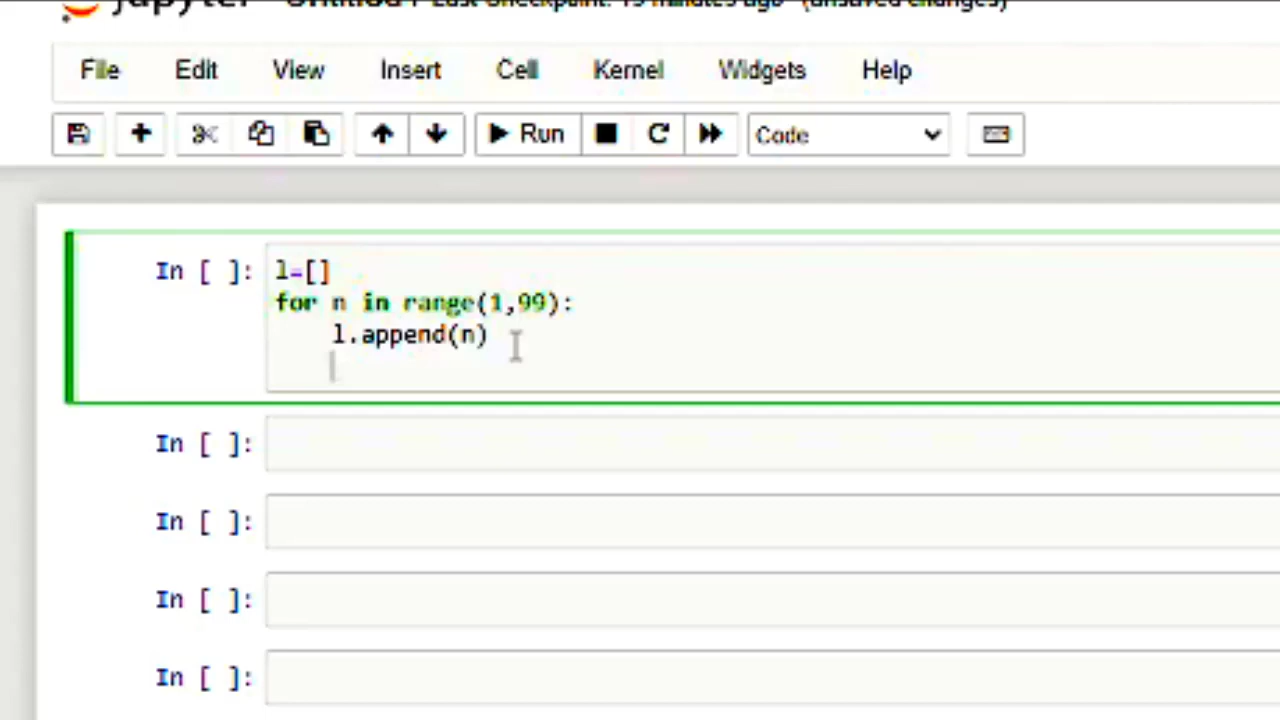 File Edit View Insert Cell Kernel Widgets Help
Run Code
In [ ]: l=[]
for n in range(1,99):
    l.append(n)
In [ ]:
In [ ]:
In [ ]:
In [ ]: